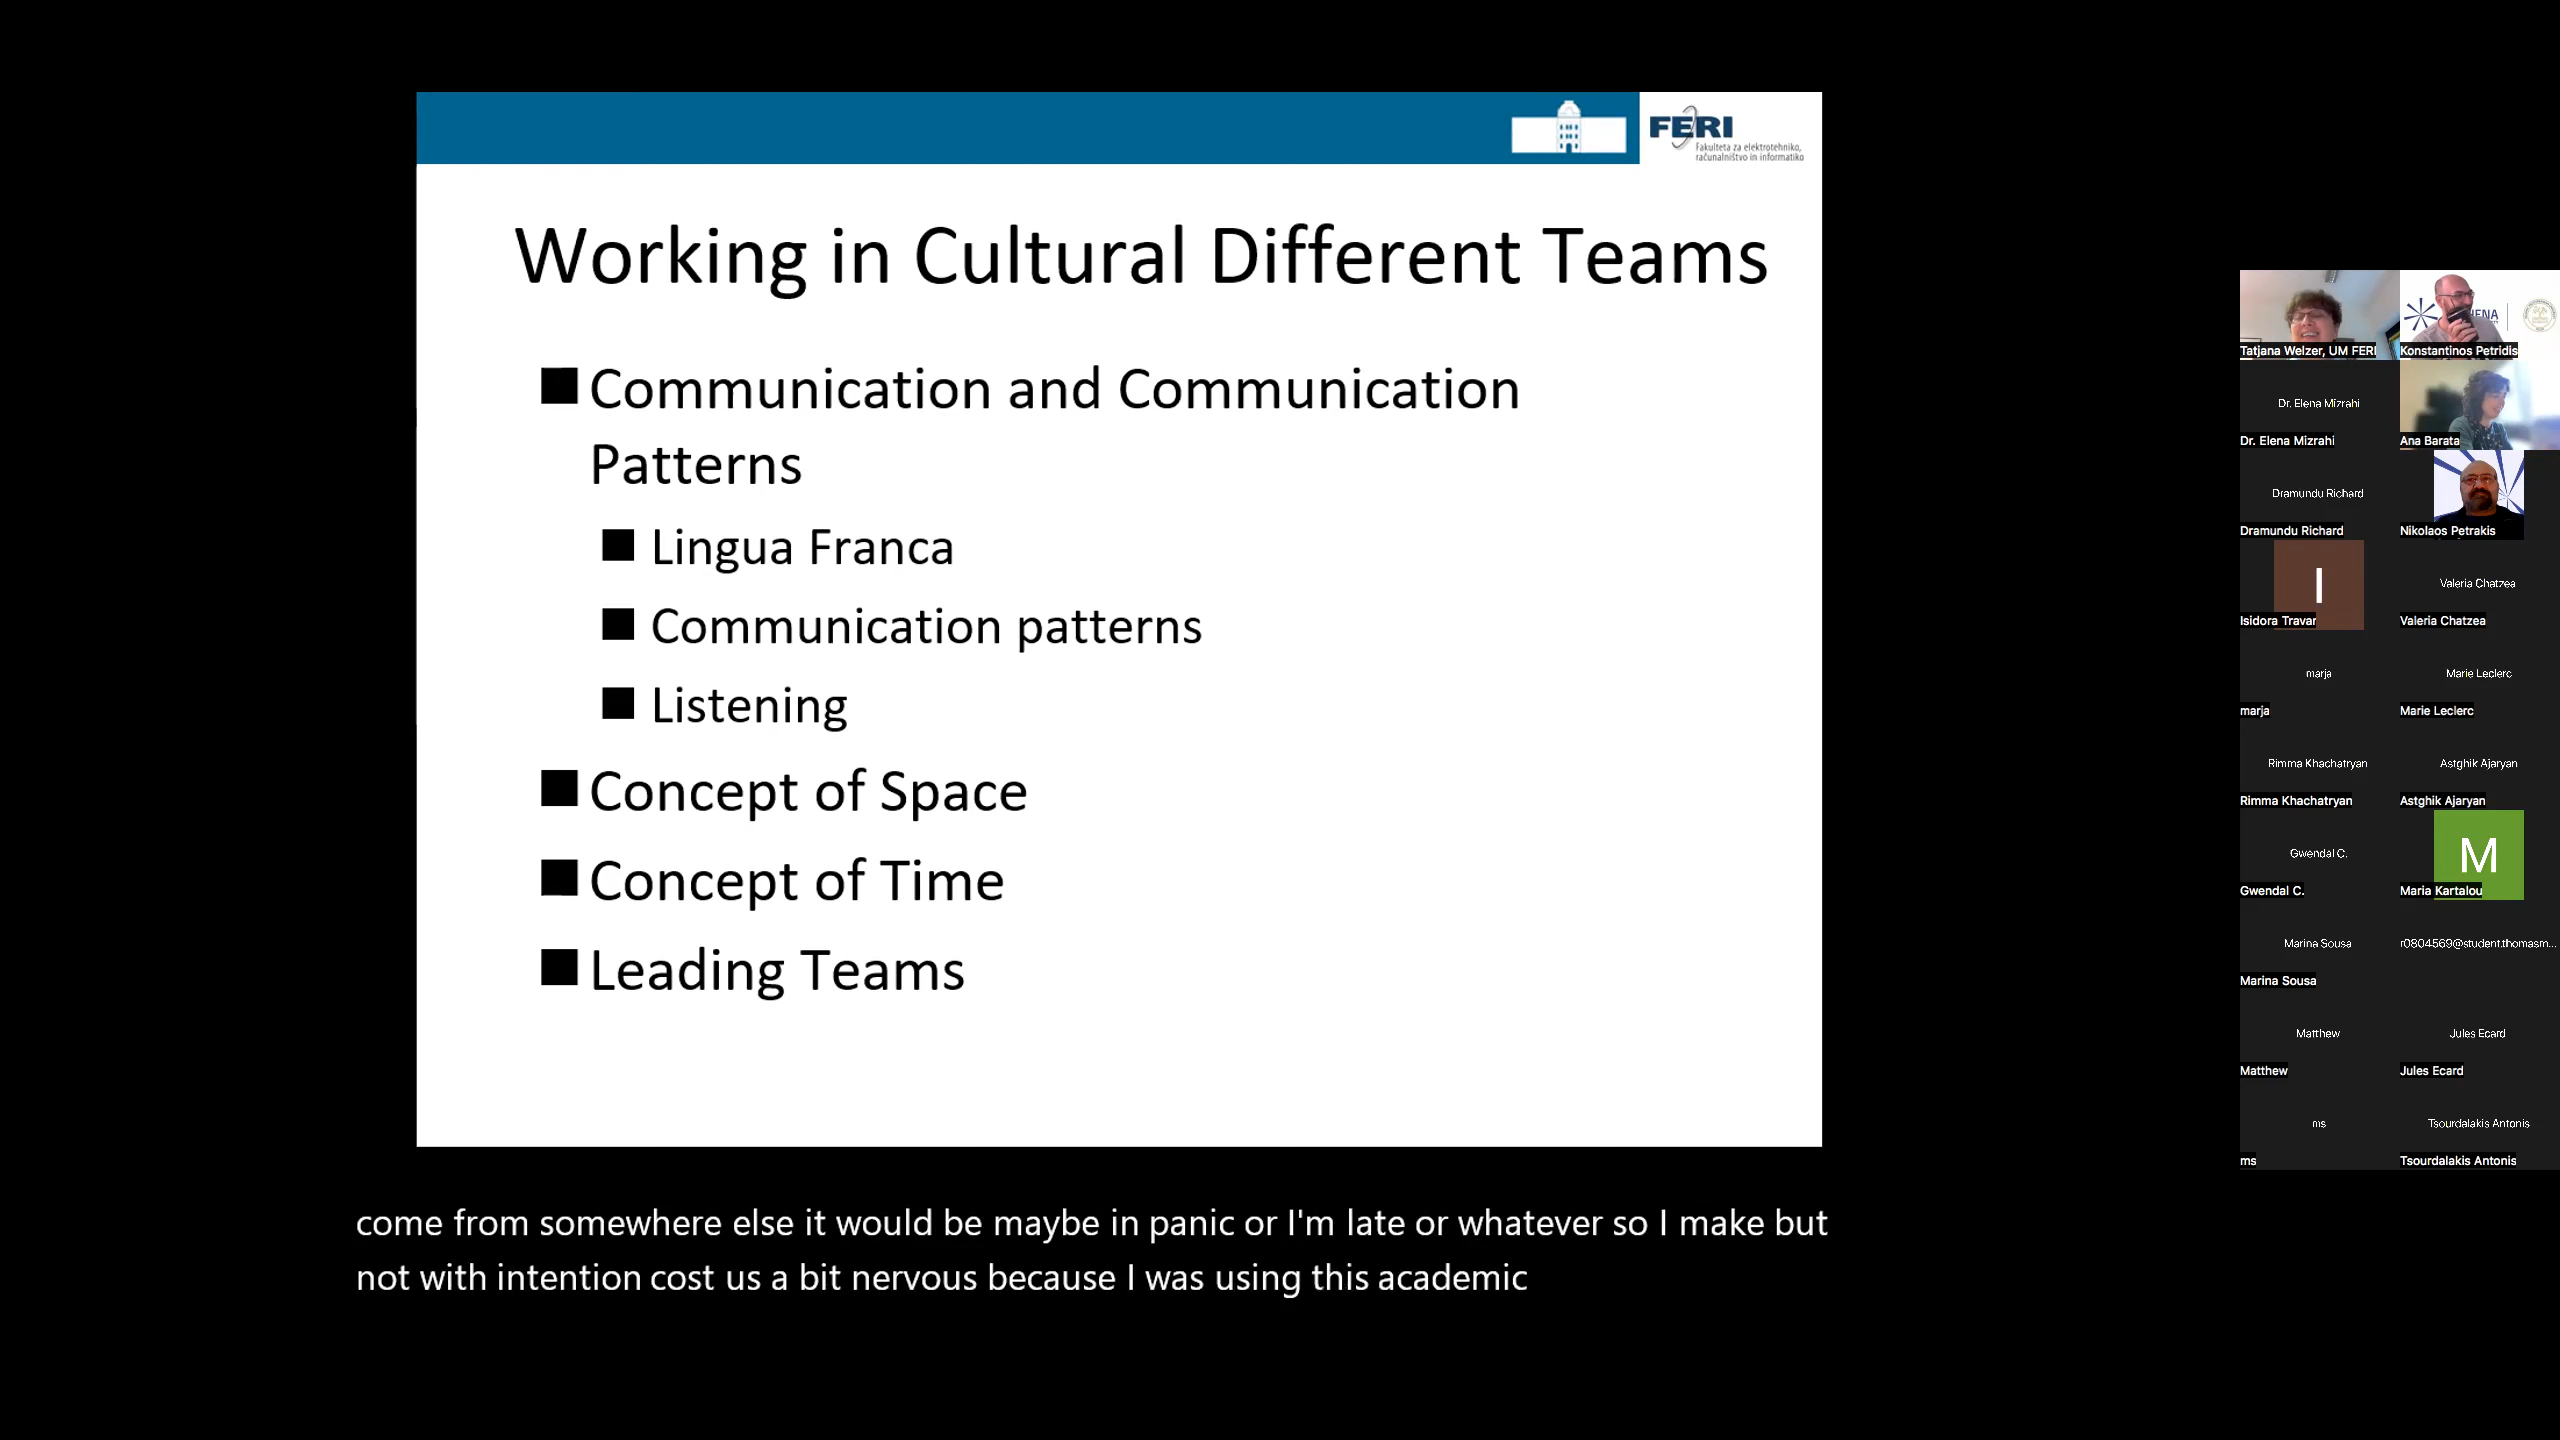 FERI
Fakulteta za elektrotehniko,
računalništvo in informatiko
Working in Cultural Different Teams
Communication and Communication
Patterns
Lingua Franca
Communication patterns
Listening
Concept of Space
Concept of Time
Leading Teams
come from somewhere else it would be maybe in panic or I'm late or whatever so I make but
not with intention cost us a bit nervous because I was using this academic
HENA
Tatjana Welzer, UM FERI
Konstantinos Petridis
Dr. Elena Mizrahi
Dr. Elena Mizrahi
Ana Barata
Dramundu Richard
Dramundu Richard
Nikolaos Petrakis
I
Isidora Travar
Valeria Chatzea
Valeria Chatzea
marja
marja
Marie Leclerc
Marie Leclerc
Rimma Khachatryan
Rimma Khachatryan
Astghik Ajaryan
Astghik Ajaryan
Gwendal C.
Gwendal C.
M
Maria Kartalou
Marina Sousa
Marina Sousa
r0804569@student.thomasm...
Matthew
Matthew
Jules Ecard
Jules Ecard
ms
ms
Tsourdalakis Antonis
Tsourdalakis Antonis